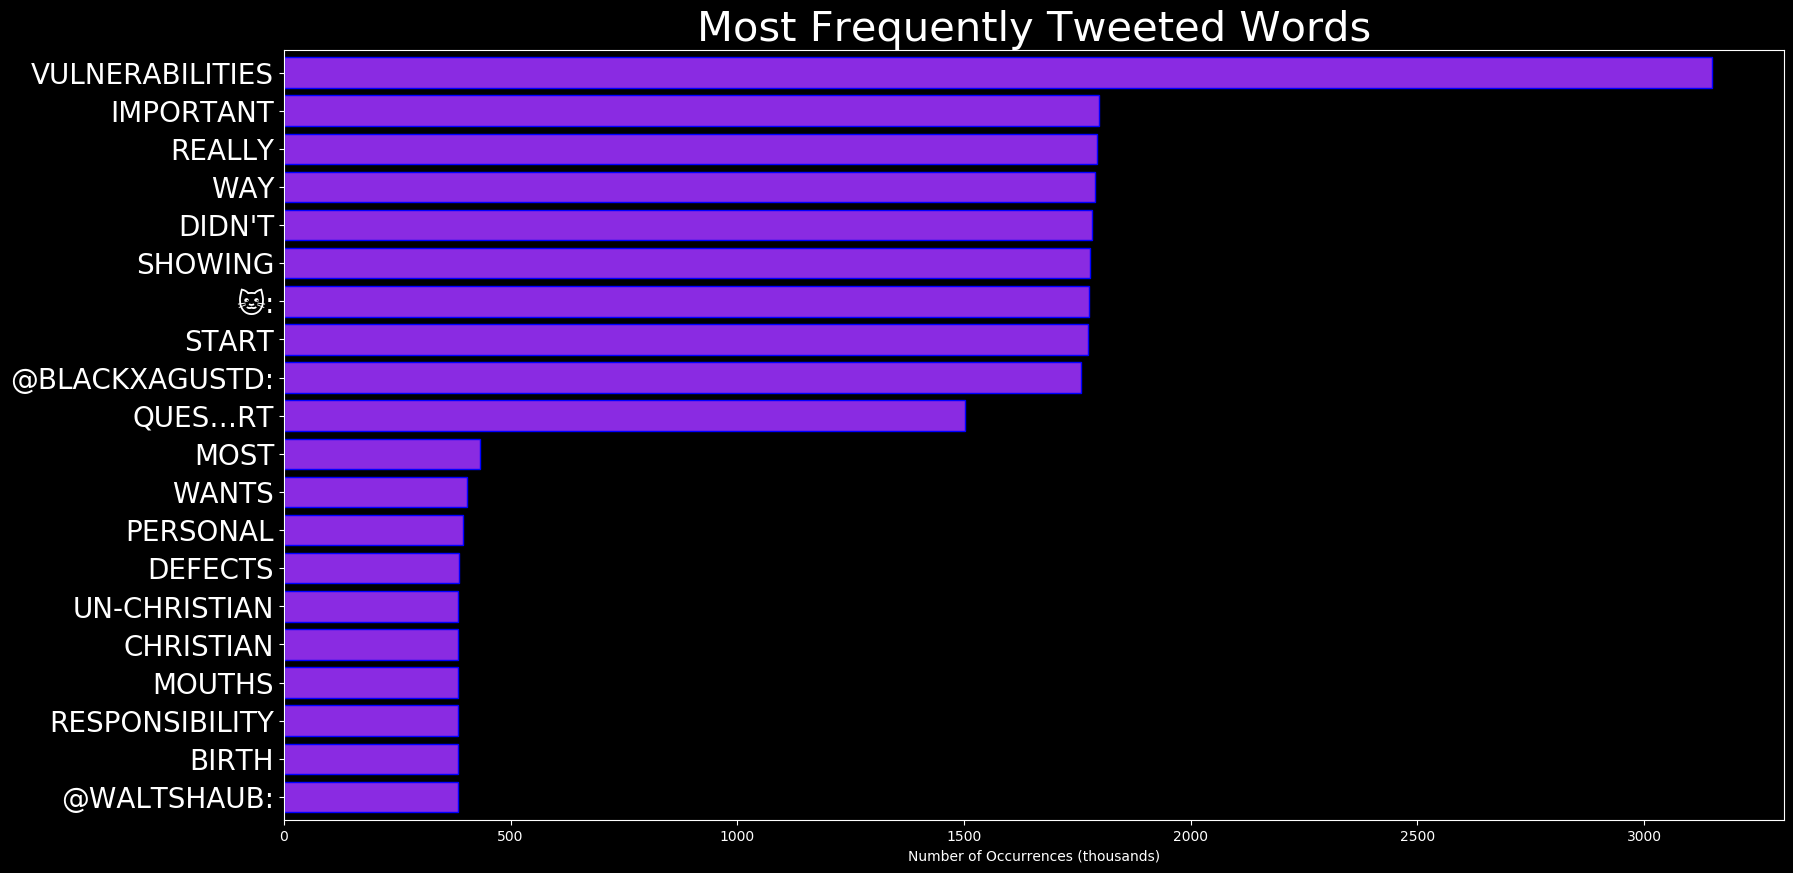 Most Frequently Tweeted Words
VULNERABILITIES
IMPORTANT
REALLY
WAY
DIDN'T
SHOWING
🐱:
START
@BLACKXAGUSTD:
QUES…RT
MOST
WANTS
PERSONAL
DEFECTS
UN-CHRISTIAN
CHRISTIAN
MOUTHS
RESPONSIBILITY
BIRTH
@WALTSHAUB:
0 500 1000 1500 2000 2500 3000
Number of Occurrences (thousands)